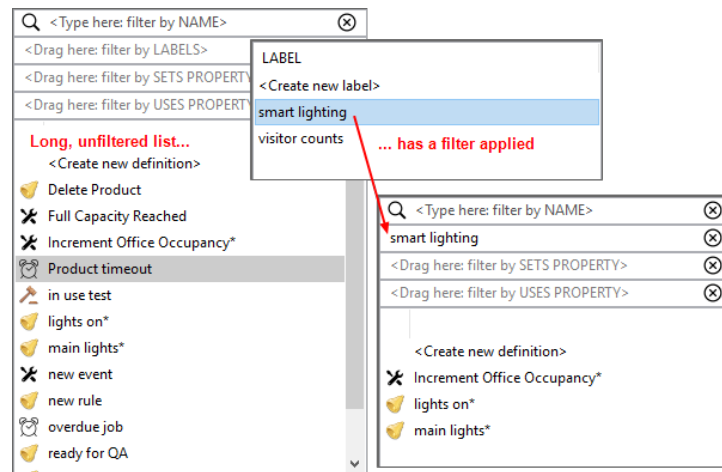 <Type here: filter by NAME>
<Drag here: filter by LABELS>
<Drag here: filter by SETS PROPERTY
<Drag here: filter by USES PROPERTY
Long, unfiltered list...
<Create new definition>
Delete Product
Full Capacity Reached
Increment Office Occupancy*
Product timeout
in use test
lights on*
main lights*
new event
new rule
overdue job
ready for QA
LABEL
<Create new label>
smart lighting
visitor counts
... has a filter applied
<Type here: filter by NAME>
smart lighting
<Drag here: filter by SETS PROPERTY>
<Drag here: filter by USES PROPERTY>
<Create new definition>
Increment Office Occupancy*
lights on*
main lights*